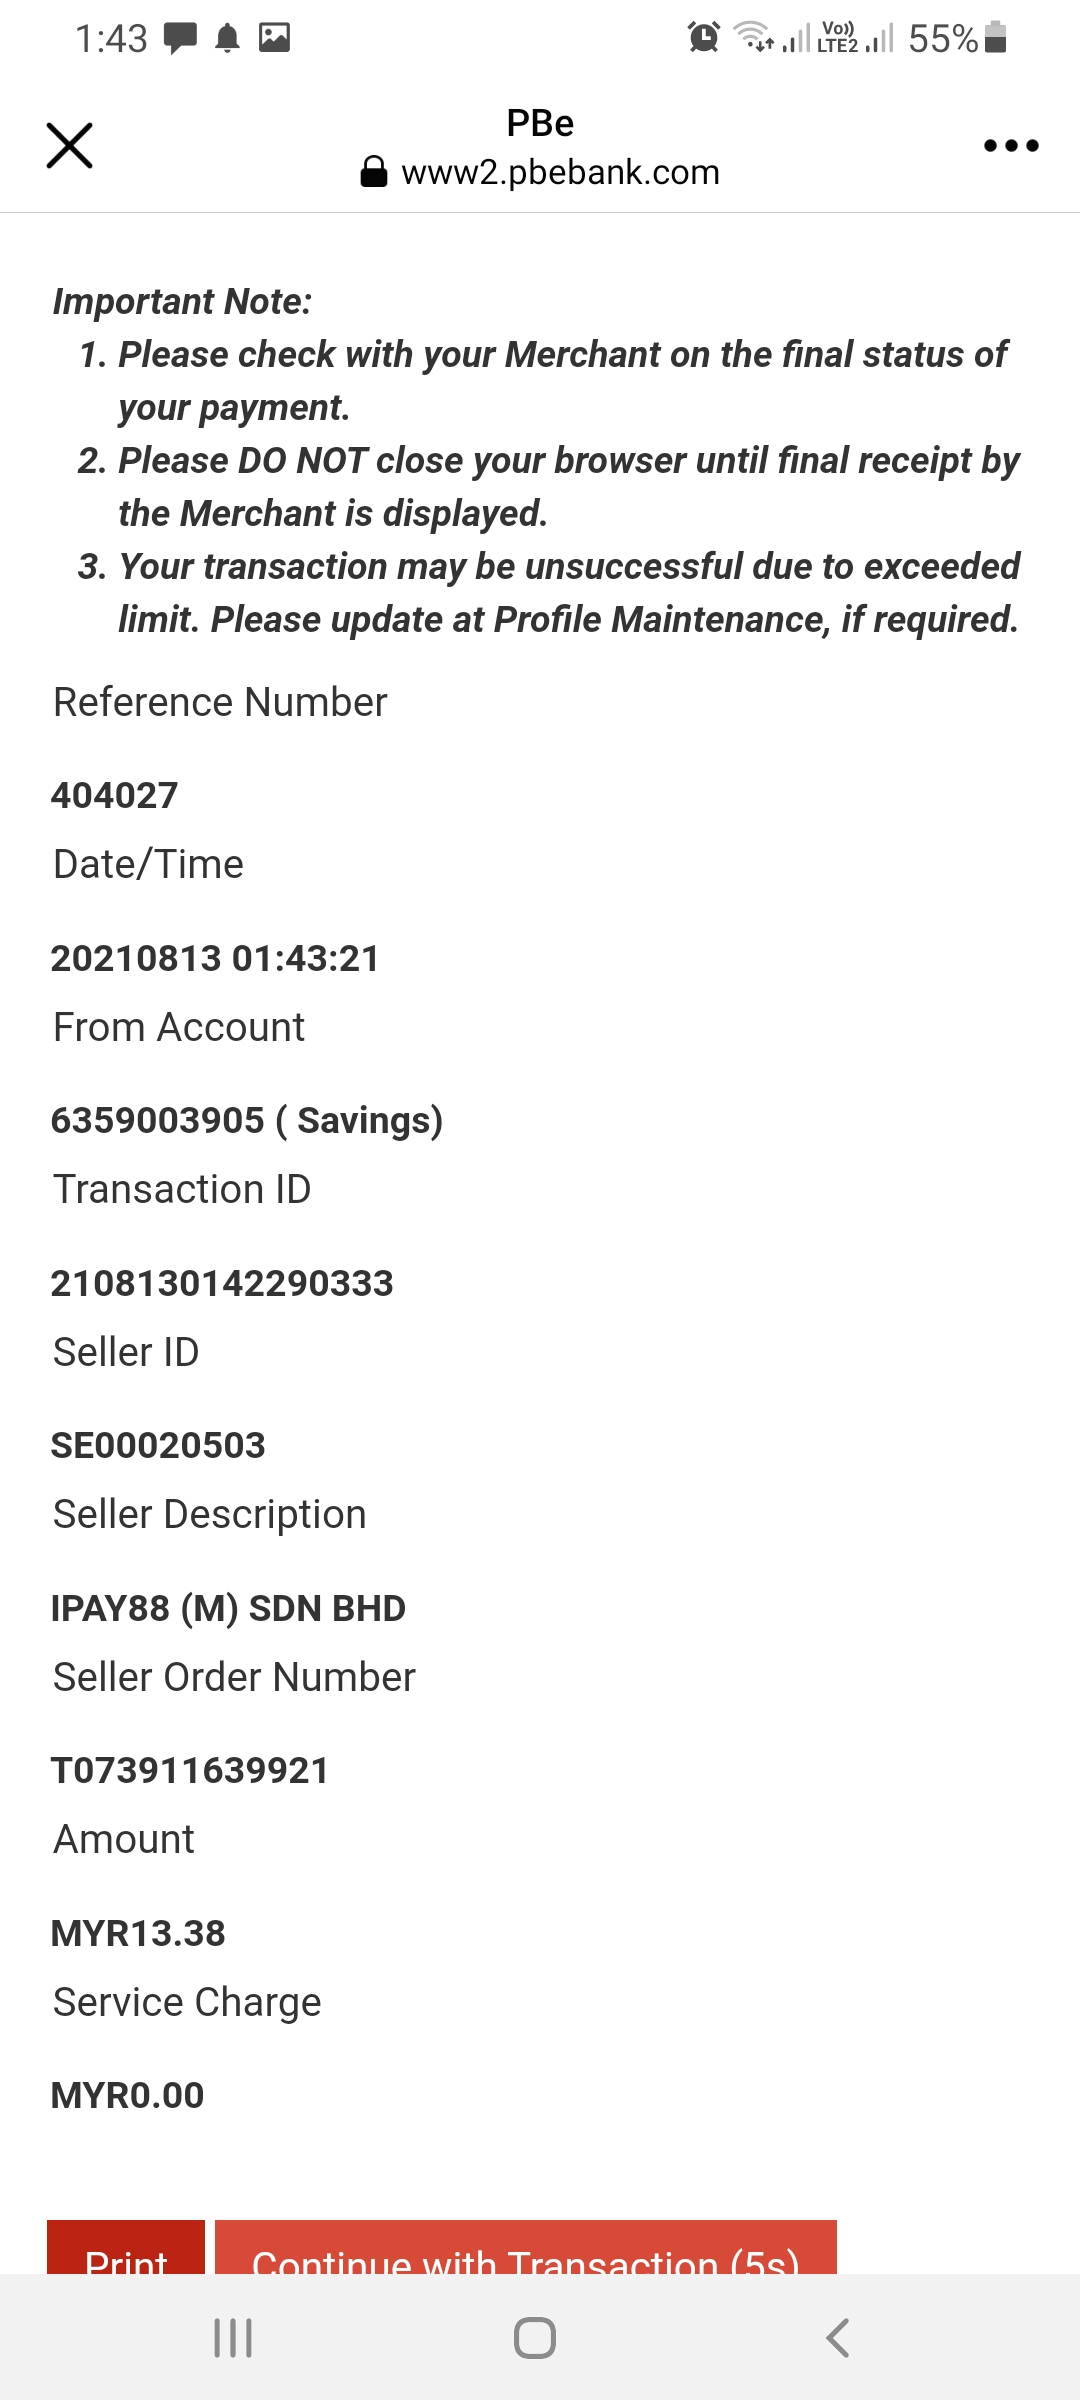 1:43
Vo))
LTE2
55%
PBe
www2.pbebank.com
Important Note:
1. Please check with your Merchant on the final status of
your payment.
2. Please DO NOT close your browser until final receipt by
the Merchant is displayed.
3. Your transaction may be unsuccessful due to exceeded
limit. Please update at Profile Maintenance, if required.
Reference Number
404027
Date/Time
20210813 01:43:21
From Account
6359003905 ( Savings)
Transaction ID
2108130142290333
Seller ID
SE00020503
Seller Description
IPAY88 (M) SDN BHD
Seller Order Number
T073911639921
Amount
MYR13.38
Service Charge
MYR0.00
Print
Continue with Transaction (5s)